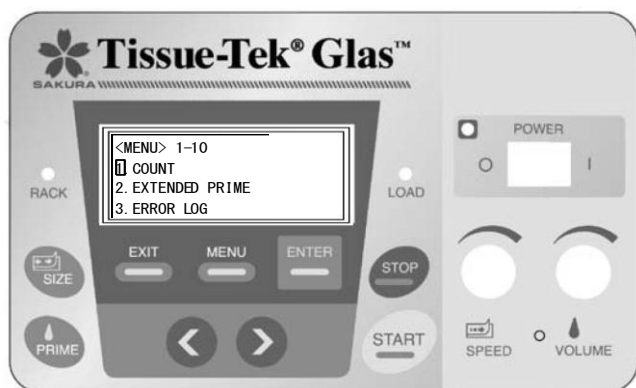 Tissue-Tek® Glas™
SAKURA
<MENU> 1-10
1 COUNT
2. EXTENDED PRIME
3. ERROR LOG
RACK
LOAD
POWER
O
I
EXIT
MENU
ENTER
SIZE
STOP
PRIME
START
SPEED
VOLUME